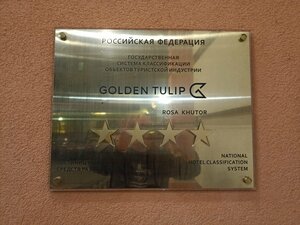 РОССИЙСКАЯ ФЕДЕРАЦИЯ
ГОСУДАРСТВЕННАЯ
СИСТЕМА КЛАССИФИКАЦИИ
ОБЪЕКТОВ ТУРИСТСКОЙ ИНДУСТРИИ
GOLDEN TULIP
ROSA KHUTOR
NATIONAL
HOTEL CLASSIFICATION
SYSTEM